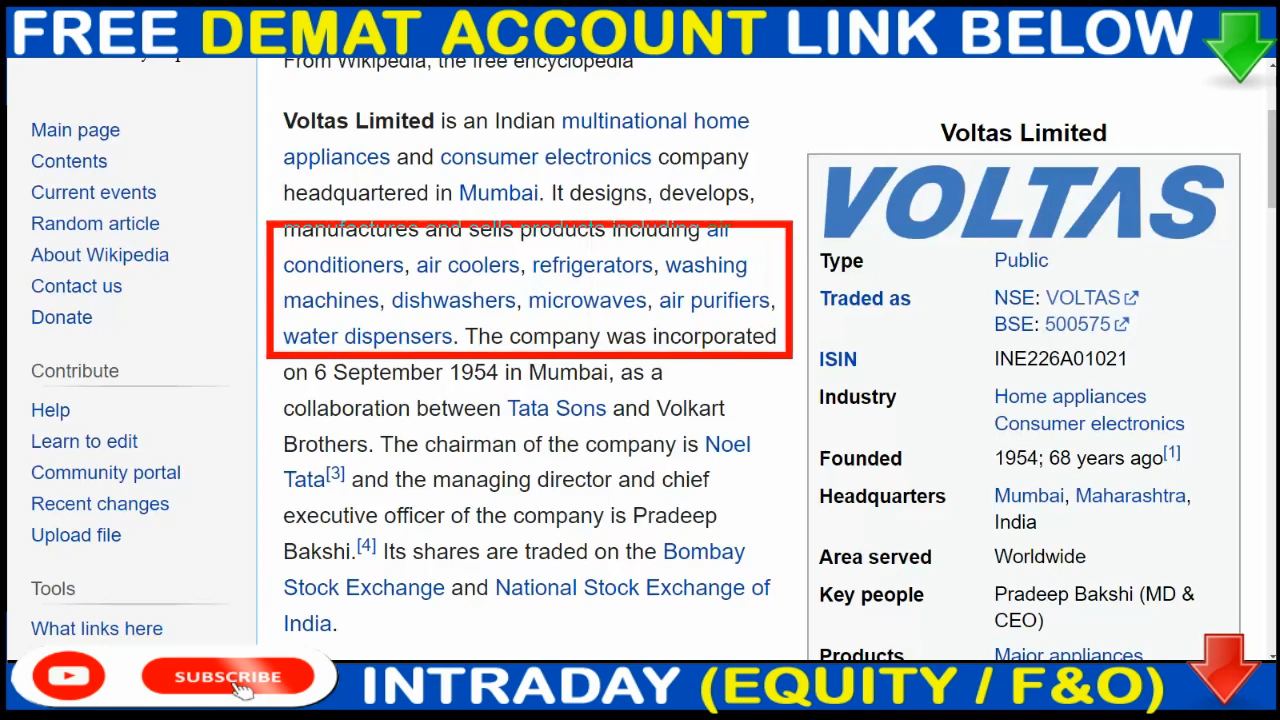 FREE DEMAT ACCOUNT LINK BELOW
From Wikipedia, the free encyclopedia
Main page
Contents
Current events
Random article
About Wikipedia
Contact us
Donate
Contribute
Help
Learn to edit
Community portal
Recent changes
Upload file
Tools
What links here
Voltas Limited is an Indian multinational home
appliances and consumer electronics company
headquartered in Mumbai. It designs, develops,
manufactures and sells products including air
conditioners, air coolers, refrigerators, washing
machines, dishwashers, microwaves, air purifiers,
water dispensers. The company was incorporated
on 6 September 1954 in Mumbai, as a
collaboration between Tata Sons and Volkart
Brothers. The chairman of the company is Noel
Tata[3] and the managing director and chief
executive officer of the company is Pradeep
Bakshi.[4] Its shares are traded on the Bombay
Stock Exchange and National Stock Exchange of
India.
Voltas Limited
VOLTAS
Type Public
Traded as NSE: VOLTAS
BSE: 500575
ISIN INE226A01021
Industry Home appliances
Consumer electronics
Founded 1954; 68 years ago[1]
Headquarters Mumbai, Maharashtra,
India
Area served Worldwide
Key people Pradeep Bakshi (MD &
CEO)
Products Major appliances
SUBSCRIBE
INTRADAY (EQUITY / F&O)